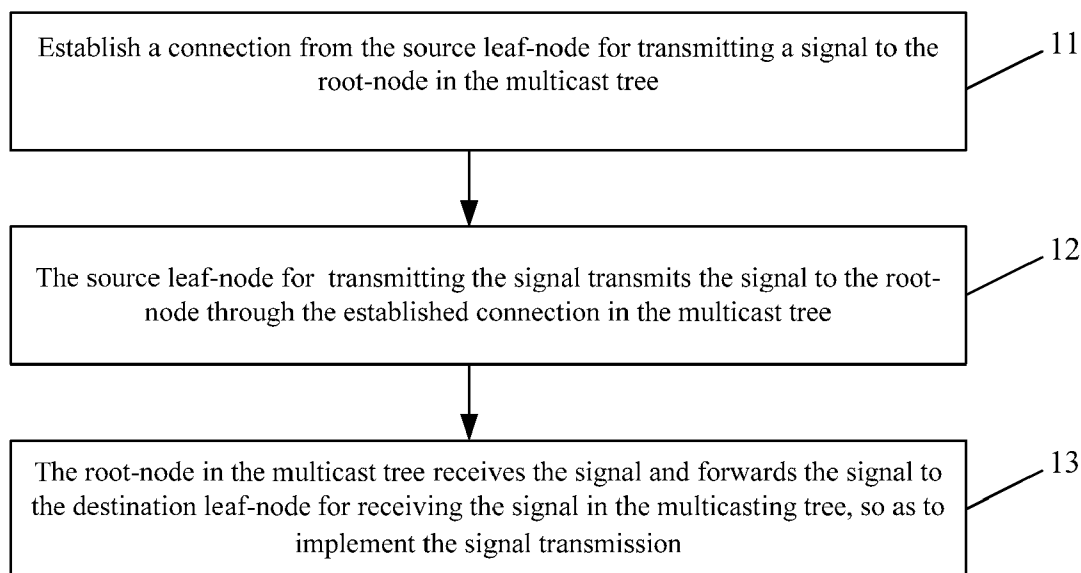 Establish a connection from the source leaf-node for transmitting a signal to the
root-node in the multicast tree
11
The source leaf-node for transmitting the signal transmits the signal to the root-
node through the established connection in the multicast tree
12
The root-node in the multicast tree receives the signal and forwards the signal to
the destination leaf-node for receiving the signal in the multicasting tree, so as to
implement the signal transmission
13